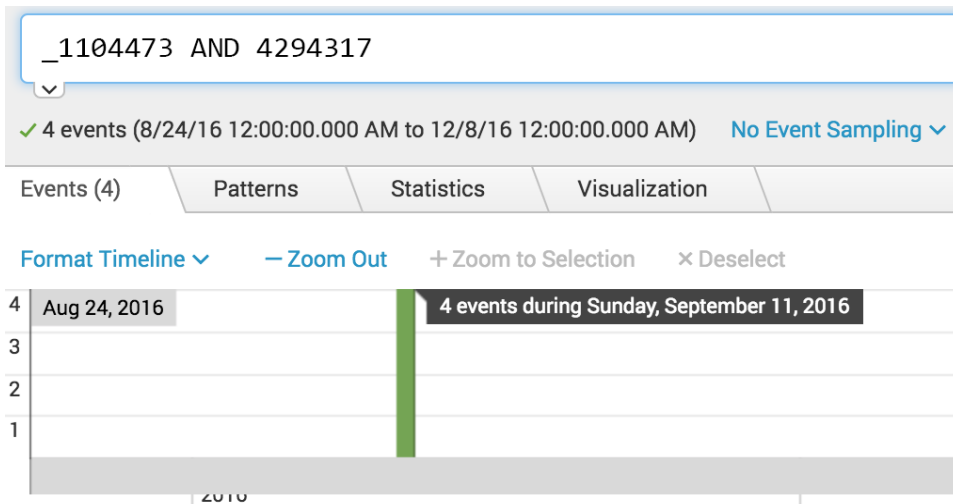 _1104473 AND 4294317
4 events (8/24/16 12:00:00.000 AM to 12/8/16 12:00:00.000 AM) No Event Sampling
Events (4) Patterns Statistics Visualization
Format Timeline – Zoom Out + Zoom to Selection × Deselect
4 Aug 24, 2016 4 events during Sunday, September 11, 2016
3
2
1
2016